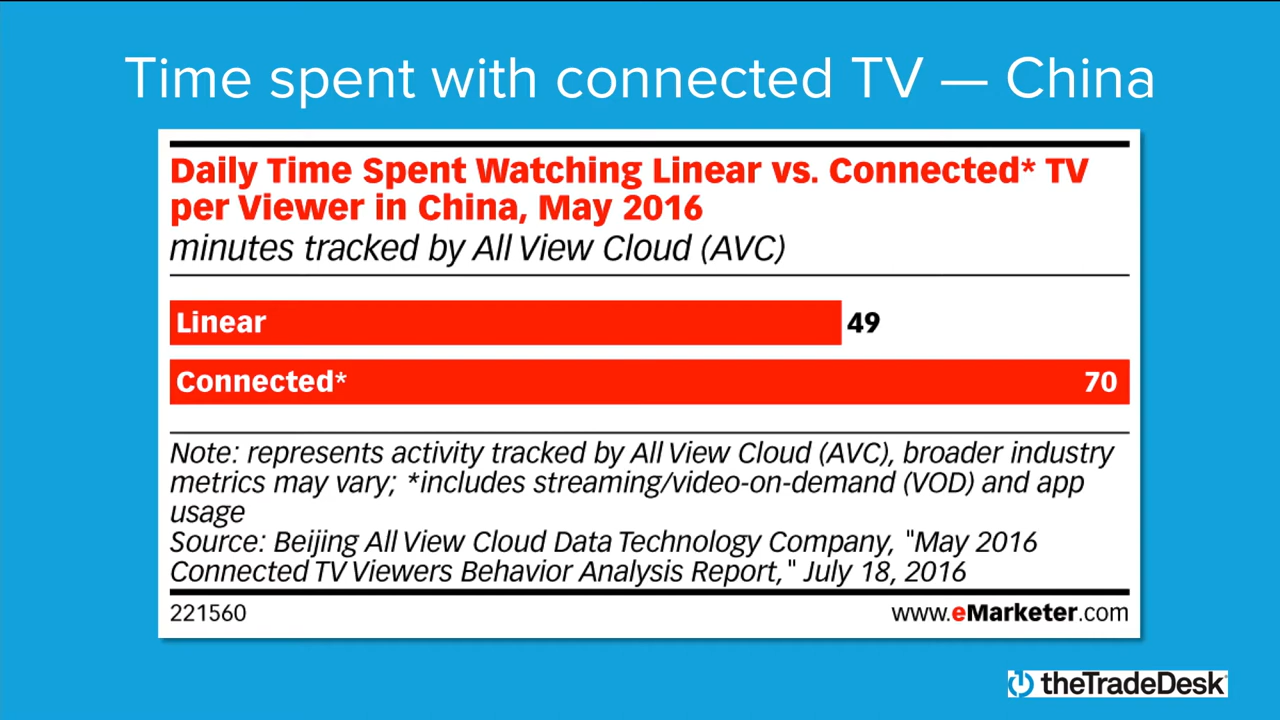 Time spent with connected TV — China
Daily Time Spent Watching Linear vs. Connected* TV
per Viewer in China, May 2016
minutes tracked by All View Cloud (AVC)
Linear 49
Connected* 70
Note: represents activity tracked by All View Cloud (AVC), broader industry
metrics may vary; *includes streaming/video-on-demand (VOD) and app
usage
Source: Beijing All View Cloud Data Technology Company, "May 2016
Connected TV Viewers Behavior Analysis Report," July 18, 2016
221560 www.eMarketer.com
theTradeDesk